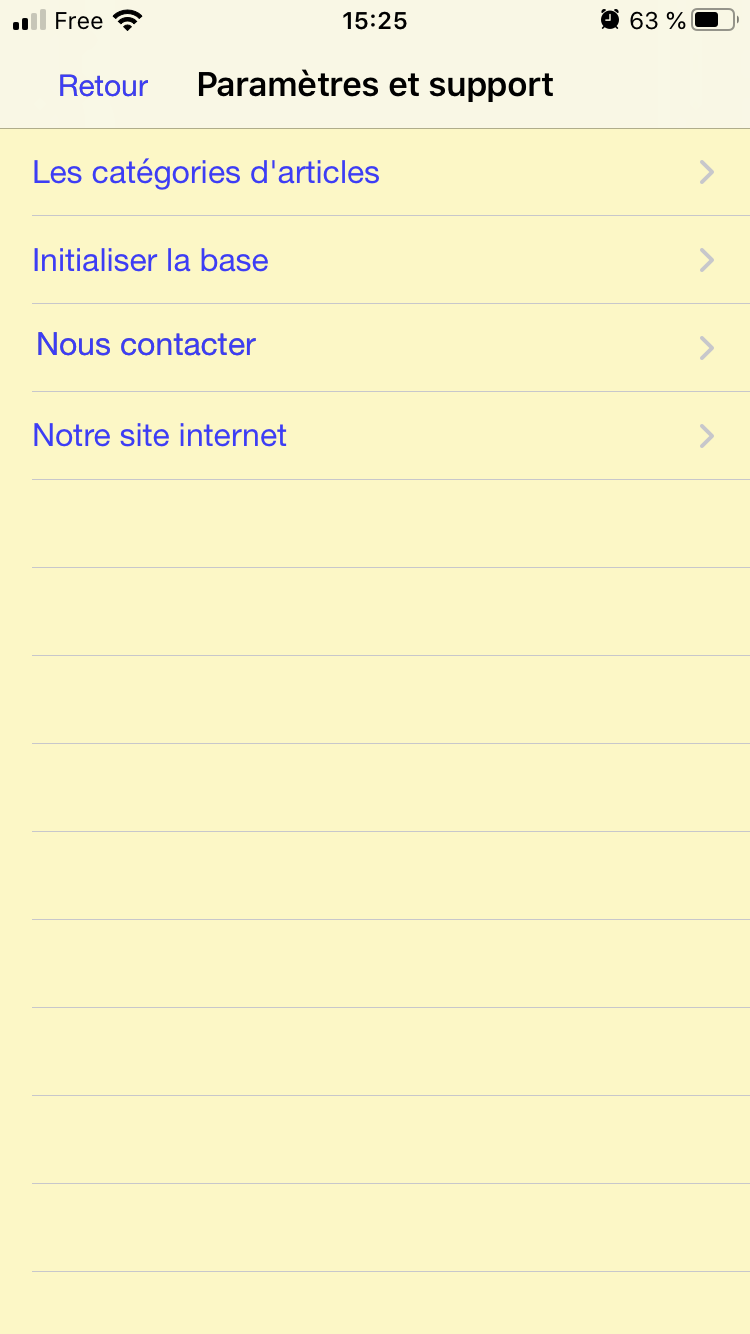 Free 15:25 63 %
Retour Paramètres et support
Les catégories d'articles
Initialiser la base
Nous contacter
Notre site internet